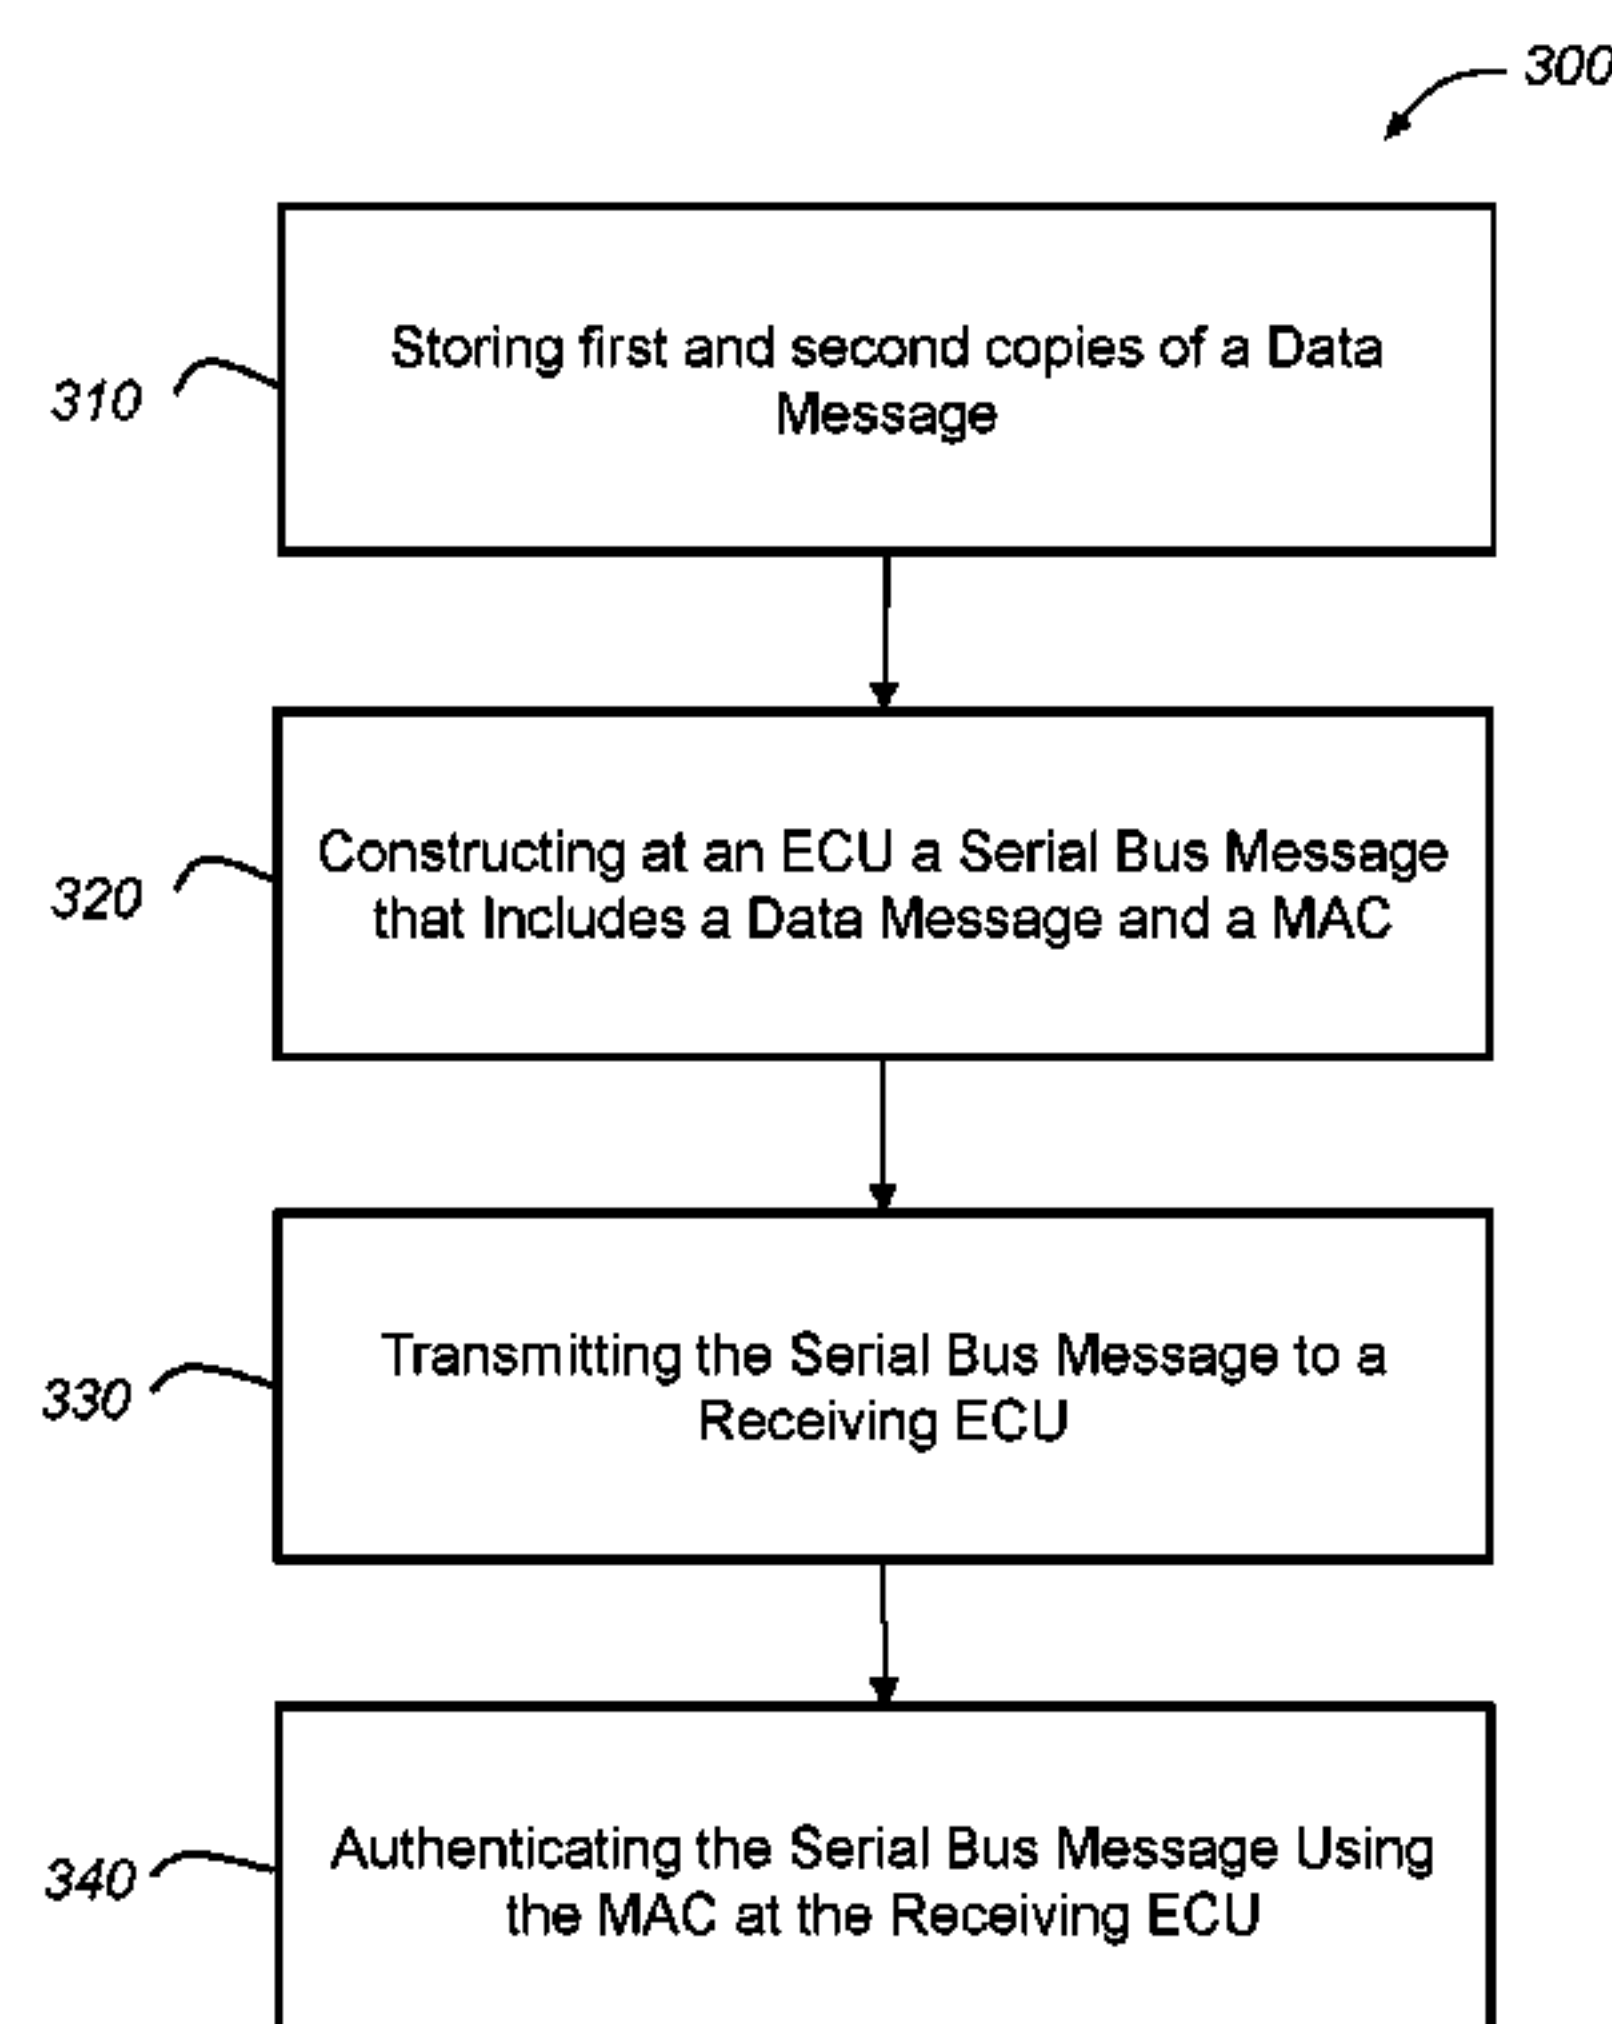 300
310
Storing first and second copies of a Data
Message
320
Constructing at an ECU a Serial Bus Message
that Includes a Data Message and a MAC
330
Transmitting the Serial Bus Message to a
Receiving ECU
340
Authenticating the Serial Bus Message Using
the MAC at the Receiving ECU